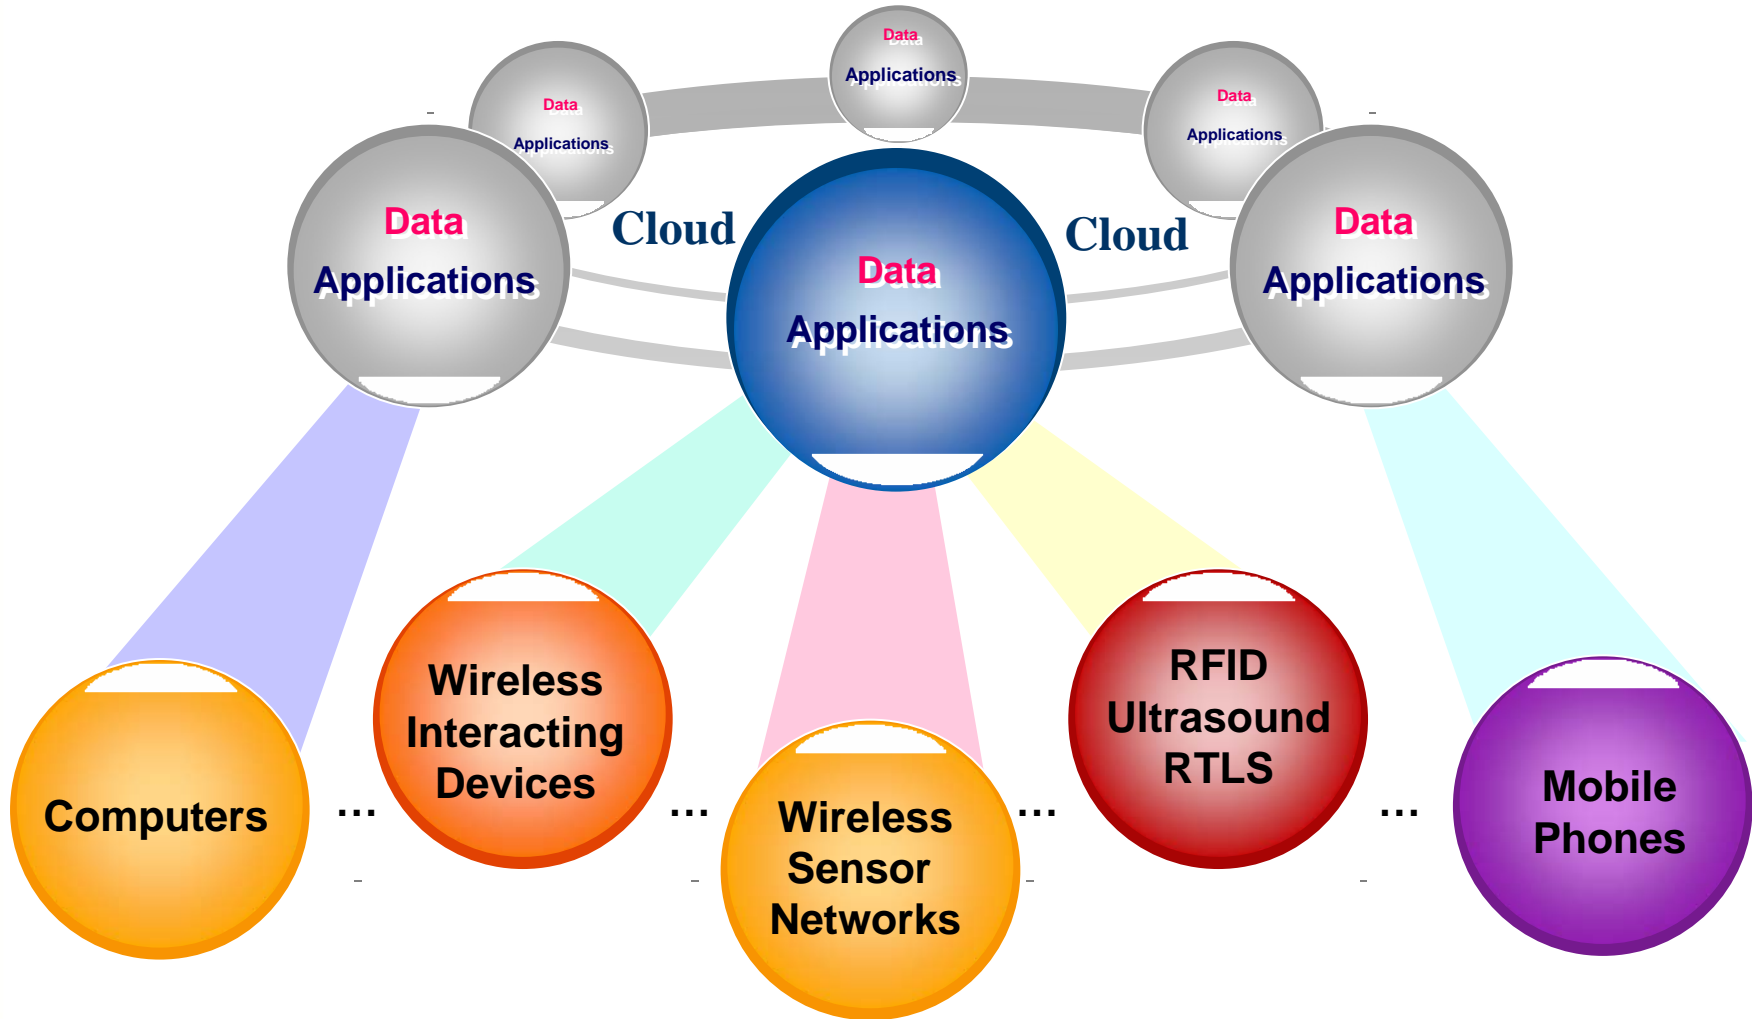 Data
Applications
Data
Applications
Data
Applications
Data
Applications
Cloud
Data
Applications
Cloud
Data
Applications
Computers
...
Wireless
Interacting
Devices
...
Wireless
Sensor
Networks
...
RFID
Ultrasound
RTLS
...
Mobile
Phones